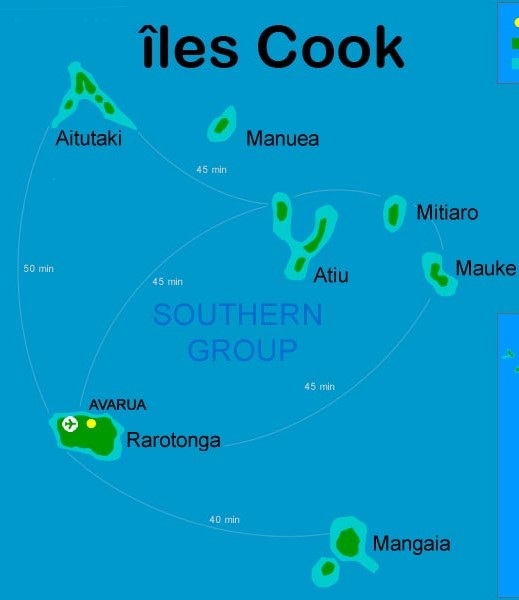 îles Cook
Aitutaki
Manuea
45 min
Mitiaro
Mauke
Atiu
50 min
45 min
SOUTHERN
GROUP
45 min
AVARUA
Rarotonga
40 min
Mangaia